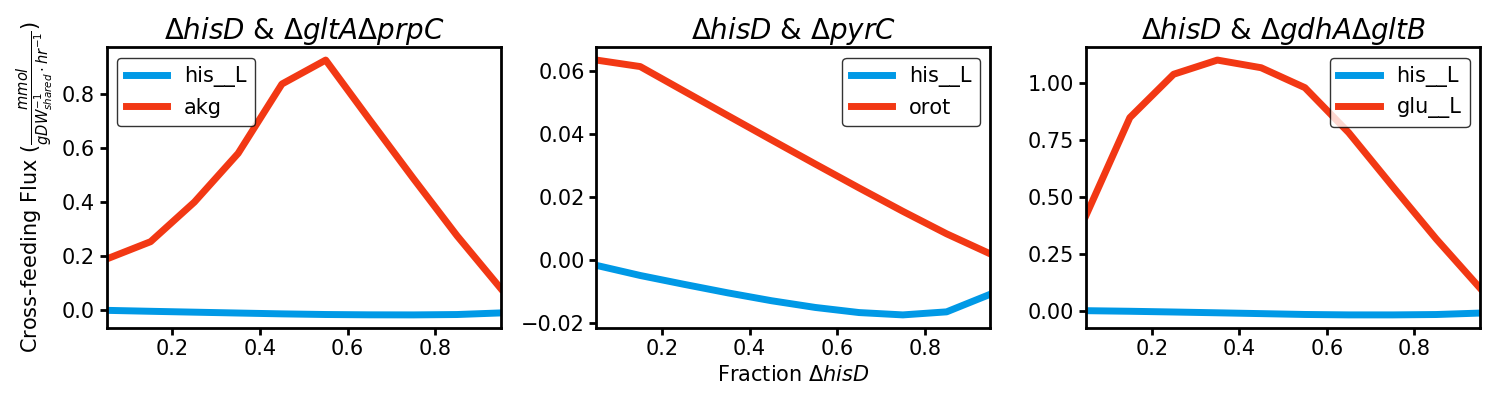 ΔhisD & ΔgltAΔprpC
ΔhisD & ΔpyrC
ΔhisD & ΔgdhAΔgltB
Cross-feeding Flux (mmol / gDW⁻¹shared · hr⁻¹)
his__L
akg
0.8
0.6
0.4
0.2
0.0
0.2 0.4 0.6 0.8
his__L
orot
0.06
0.04
0.02
0.00
−0.02
0.2 0.4 0.6 0.8
Fraction ΔhisD
his__L
glu__L
1.00
0.75
0.50
0.25
0.00
0.2 0.4 0.6 0.8